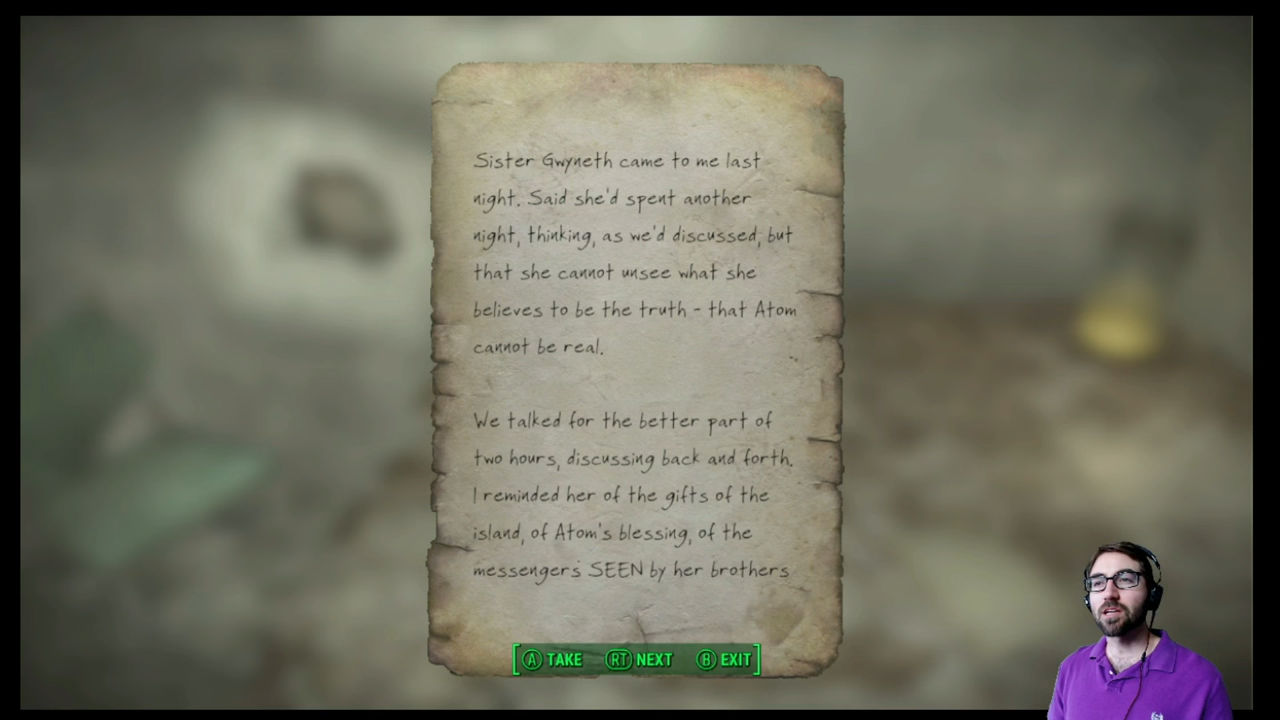 Sister Gwyneth came to me last
night. Said she'd spent another
night, thinking, as we'd discussed, but
that she cannot unsee what she
believes to be the truth - that Atom
cannot be real.
We talked for the better part of
two hours, discussing back and forth.
I reminded her of the gifts of the
island, of Atom's blessing, of the
messengers SEEN by her brothers
[A TAKE RT NEXT B EXIT]